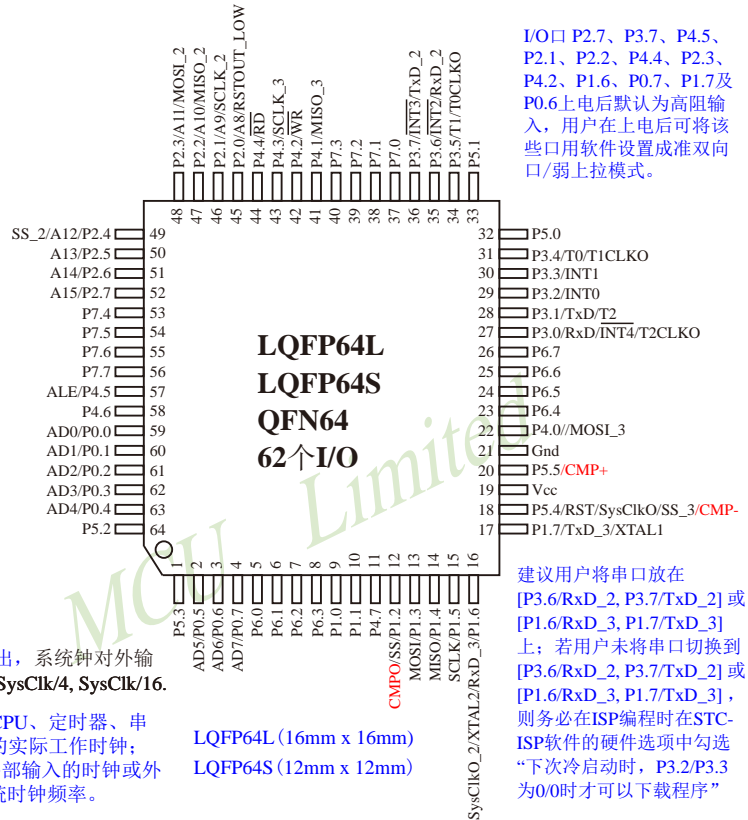 I/O口 P2.7、P3.7、P4.5、
P2.1、P2.2、P4.4、P2.3、
P4.2、P1.6、P0.7、P1.7及
P0.6上电后默认为高阻输
入，用户在上电后可将该
些口用软件设置成准双向
口/弱上拉模式。
P2.3/A11/MOSI_2
P2.2/A10/MISO_2
P2.1/A9/SCLK_2
P2.0/A8/RSTOUT_LOW
P4.4/RD
P4.3/SCLK_3
P4.2/WR
P4.1/MISO_3
P7.3
P7.2
P7.1
P7.0
P3.7/INT3/TxD_2
P3.6/INT2/RxD_2
P3.5/T1/T0CLKO
P5.1
48 47 46 45 44 43 42 41 40 39 38 37 36 35 34 33
SS_2/A12/P2.4 49
A13/P2.5 50
A14/P2.6 51
A15/P2.7 52
P7.4 53
P7.5 54
P7.6 55
P7.7 56
ALE/P4.5 57
P4.6 58
AD0/P0.0 59
AD1/P0.1 60
AD2/P0.2 61
AD3/P0.3 62
AD4/P0.4 63
P5.2 64
LQFP64L
LQFP64S
QFN64
62个I/O
MCU Limited
32 P5.0
31 P3.4/T0/T1CLKO
30 P3.3/INT1
29 P3.2/INT0
28 P3.1/TxD/T2
27 P3.0/RxD/INT4/T2CLKO
26 P6.7
25 P6.6
24 P6.5
23 P6.4
22 P4.0//MOSI_3
21 Gnd
20 P5.5/CMP+
19 Vcc
18 P5.4/RST/SysClkO/SS_3/CMP-
17 P1.7/TxD_3/XTAL1
1 2 3 4 5 6 7 8 9 10 11 12 13 14 15 16
P5.3
AD5/P0.5
AD6/P0.6
AD7/P0.7
P6.0
P6.1
P6.2
P6.3
P1.0
P1.1
P4.7
CMPO/SS/P1.2
MOSI/P1.3
MISO/P1.4
SCLK/P1.5
SysClkO_2/XTAL2/RxD_3/P1.6
出，系统钟对外输
SysClk/4, SysClk/16.
CPU、定时器、串
的实际工作时钟；
部输入的时钟或外
统时钟频率。
LQFP64L（16mm x 16mm）
LQFP64S（12mm x 12mm）
建议用户将串口放在
[P3.6/RxD_2, P3.7/TxD_2] 或
[P1.6/RxD_3, P1.7/TxD_3]
上；若用户未将串口切换到
[P3.6/RxD_2, P3.7/TxD_2] 或
[P1.6/RxD_3, P1.7/TxD_3] ，
则务必在ISP编程时在STC-
ISP软件的硬件选项中勾选
“下次冷启动时，P3.2/P3.3
为0/0时才可以下载程序”